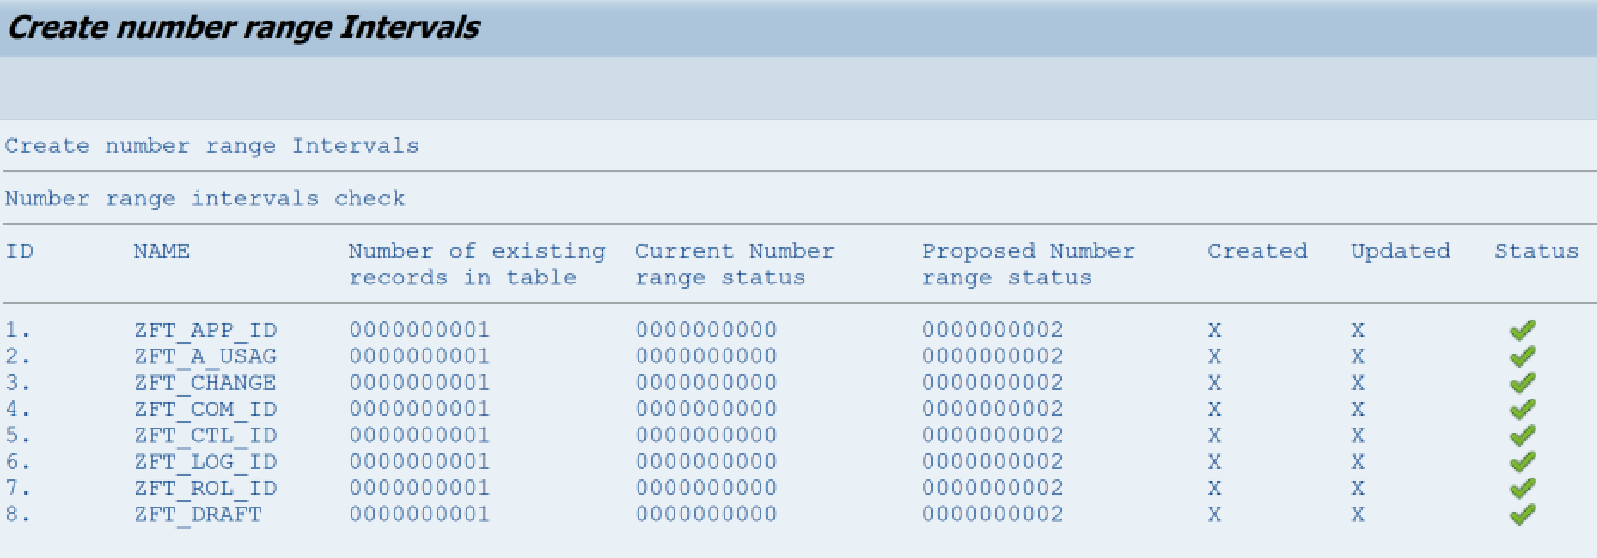 Create number range Intervals
Create number range Intervals
Number range intervals check
ID NAME Number of existing Current Number Proposed Number Created Updated Status
records in table range status range status
1. ZFT_APP_ID 0000000001 0000000000 0000000002 X X
2. ZFT_A_USAG 0000000001 0000000000 0000000002 X X
3. ZFT_CHANGE 0000000001 0000000000 0000000002 X X
4. ZFT_COM_ID 0000000001 0000000000 0000000002 X X
5. ZFT_CTL_ID 0000000001 0000000000 0000000002 X X
6. ZFT_LOG_ID 0000000001 0000000000 0000000002 X X
7. ZFT_ROL_ID 0000000001 0000000000 0000000002 X X
8. ZFT_DRAFT 0000000001 0000000000 0000000002 X X